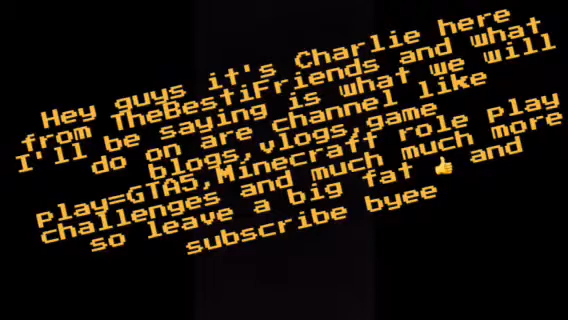 Hey guys it's Charlie here
from TheBestiFriends and what
I'll be saying is what we will
do on are channel like
blogs,vlogs,game
play=GTA5,Minecraft role play
challenges and much much more
so leave a big fat 👍 and
subscribe byee